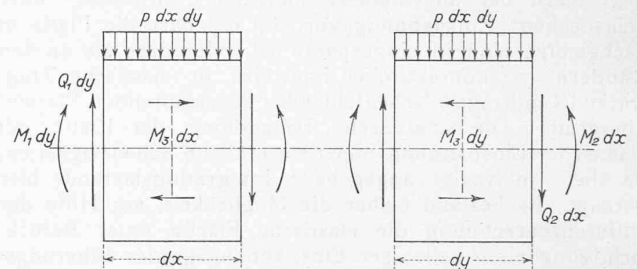 p dx dy
p dx dy
Q₁ dy
M₁ dy
M₃ dx
M₃ dy
M₂ dx
Q₂ dx
dx
dy